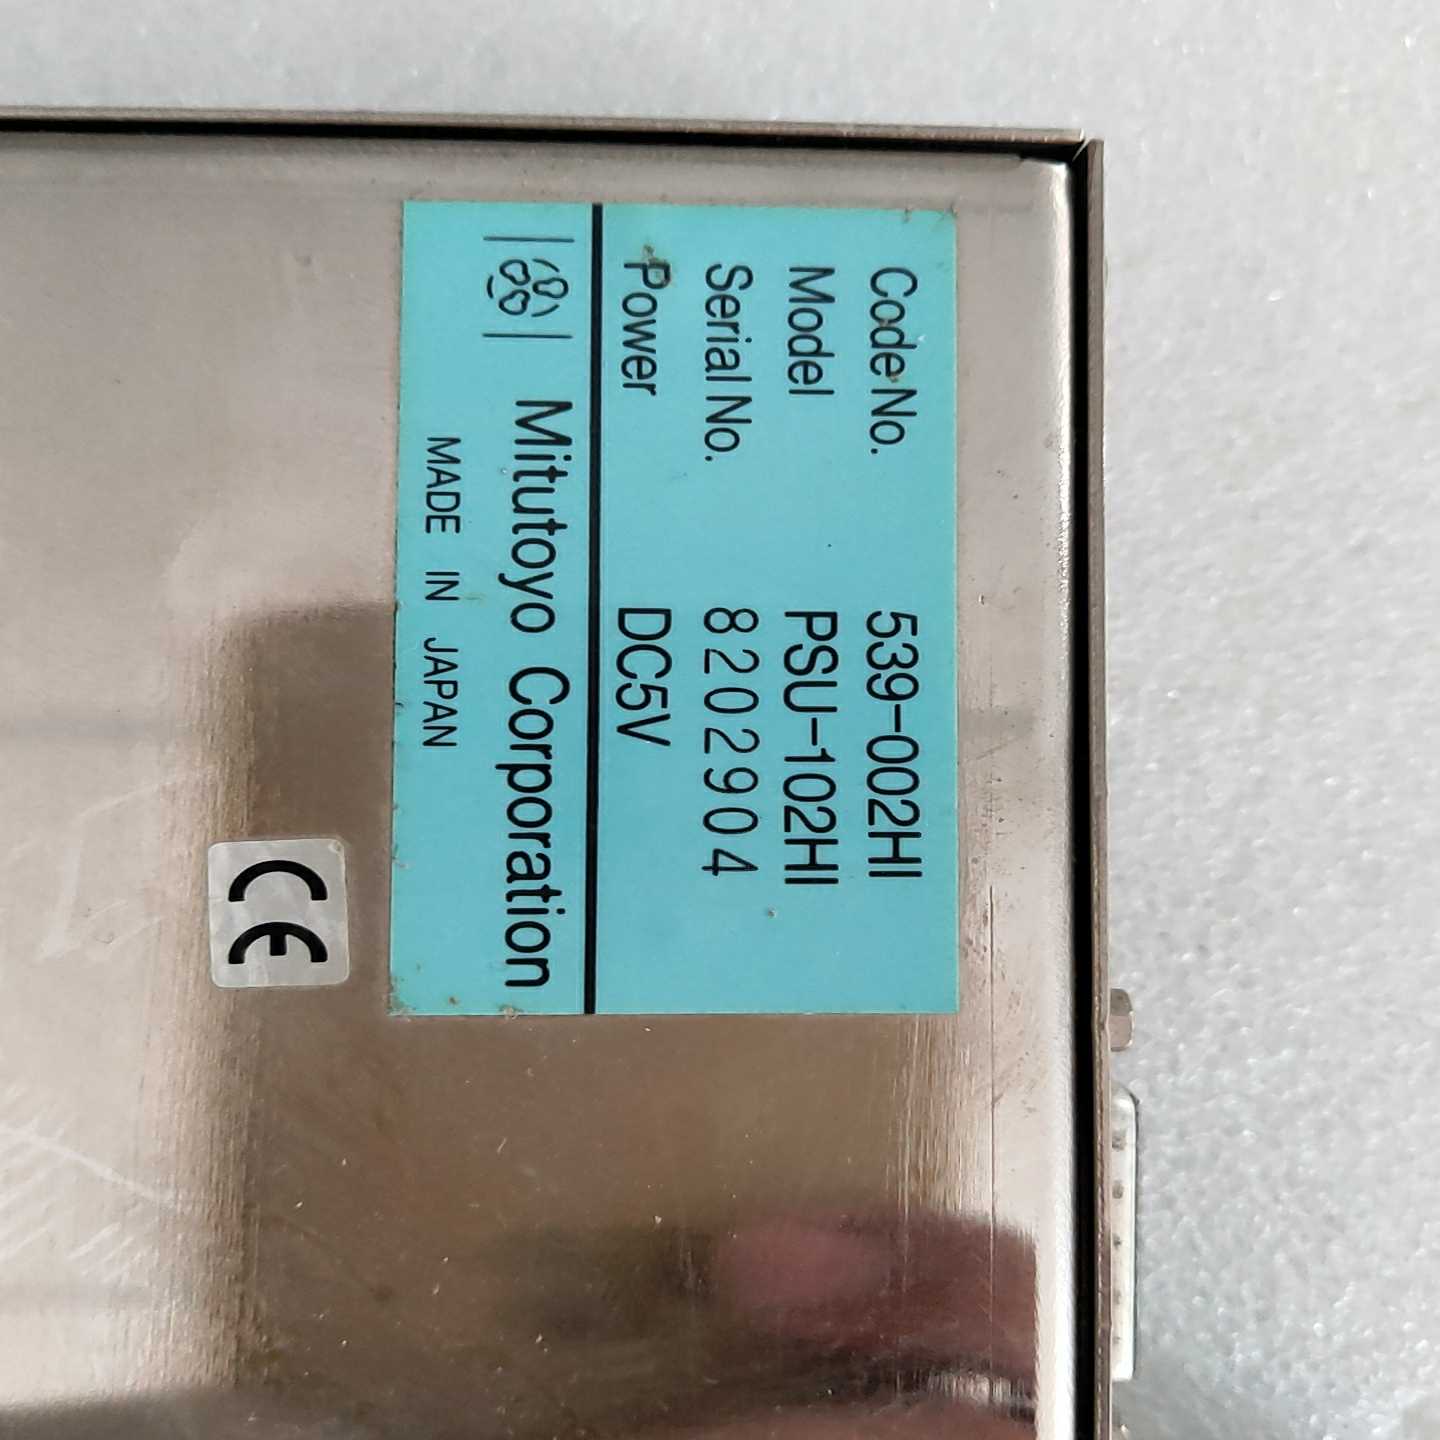 Code No. 539-002HI
Model PSU-102HI
Serial No. 8202904
Power DC5V
Mitutoyo Corporation
MADE IN JAPAN
CE